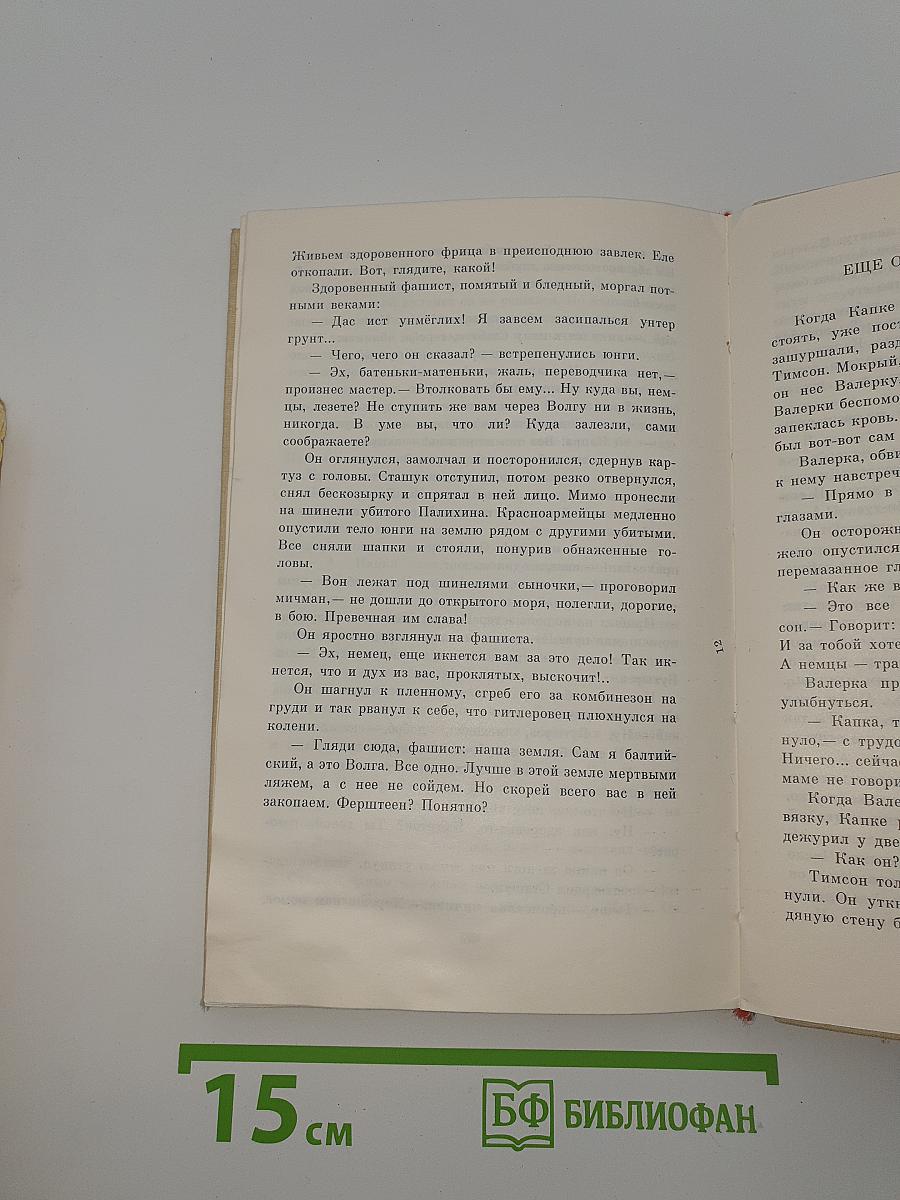 Живьем здоровенного фрица в преисподнюю завлек. Еле
откопали. Вот, глядите, какой!
Здоровенный фашист, помятый и бледный, моргал пот-
ными веками:
— Дас ист унмёглих! Я завсем засипалься унтер
грунт...
— Чего, чего он сказал? — встрепенулись юнги.
— Эх, батеньки-матеньки, жаль, переводчика нет,—
произнес мастер.— Втолковать бы ему... Ну куда вы, нем-
цы, лезете? Не ступить же вам через Волгу ни в жизнь,
никогда. В уме вы, что ли? Куда залезли, сами
соображаете?
Он оглянулся, замолчал и посторонился, сдернув кар-
туз с головы. Сташук отступил, потом резко отвернулся,
снял бескозырку и спрятал в ней лицо. Мимо пронесли
на шинели убитого Палихина. Красноармейцы медленно
опустили тело юнги на землю рядом с другими убитыми.
Все сняли шапки и стояли, понурив обнаженные го-
ловы.
— Вон лежат под шинелями сыночки,— проговорил
мичман,— не дошли до открытого моря, полегли, дорогие,
в бою. Превечная им слава!
Он яростно взглянул на фашиста.
— Эх, немец, еще икнется вам за это дело! Так ик-
нется, что и дух из вас, проклятых, выскочит!..
Он шагнул к пленному, сгреб его за комбинезон на
груди и так рванул к себе, что гитлеровец плюхнулся на
колени.
— Гляди сюда, фашист: наша земля. Сам я балтий-
ский, а это Волга. Все одно. Лучше в этой земле мертвыми
ляжем, а с нее не сойдем. Но скорей всего вас в ней
закопаем. Ферштеен? Понятно?
12
ЕЩЕ О
Когда Капке
стоять, уже пост
зашуршали, разд
Тимсон. Мокрый,
он нес Валерку.
Валерки беспомо
запеклась кровь.
был вот-вот сам
Валерка, обви
к нему навстреч
— Прямо в
глазами.
Он осторожн
жело опустился
перемазанное гл
— Как же в
— Это все
сон.— Говорит:
И за тобой хоте
А немцы — тра
Валерка пр
улыбнуться.
— Капка, т
нуло,— с трудо
Ничего... сейчас
маме не говори
Когда Вале
вязку, Капке р
дежурил у две
— Как он?
Тимсон тол
нули. Он уткн
дяную стену б
15 см
БФ БИБЛИОФАН